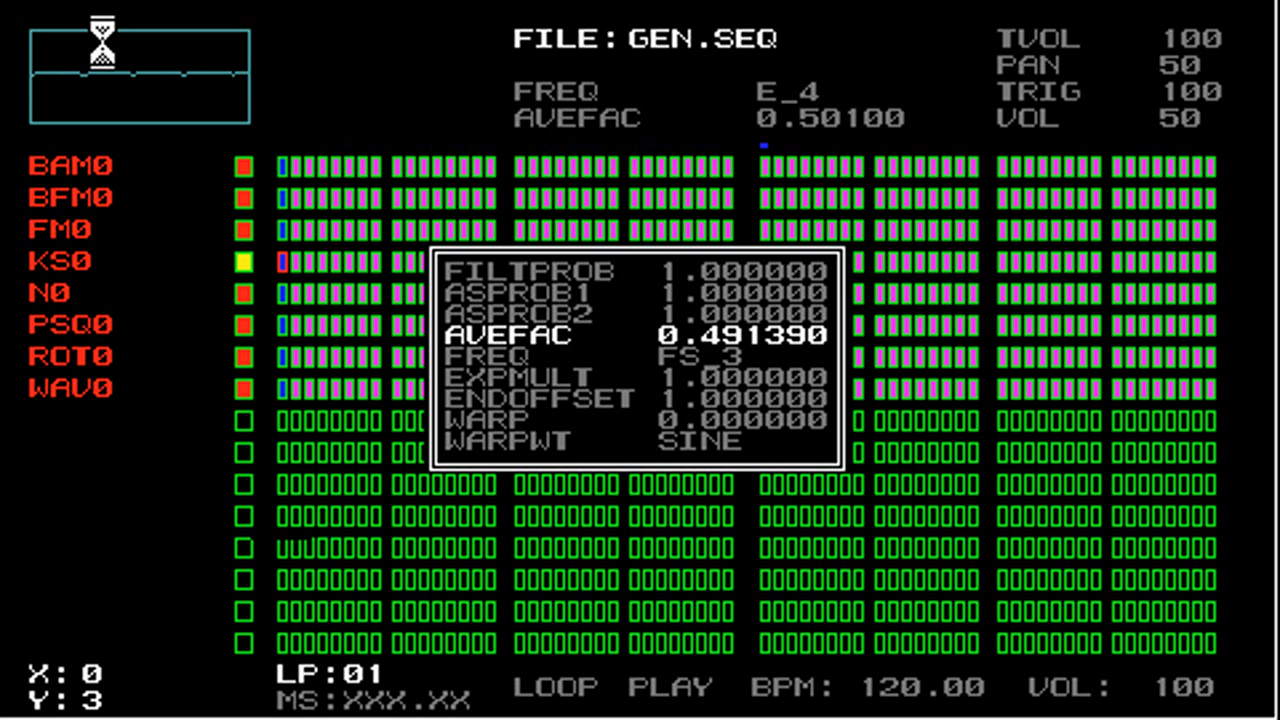 FILE: GEN.SEQ
TVOL 100
PAN 50
FREQ E_4 TRIG 100
AVEFAC 0.50100 VOL 50
BAM0
BFM0
FM0
KS0
N0
PSQ0
ROT0
WAV0
FILTPROB 1.000000
ASPROB1 1.000000
ASPROB2 1.000000
AVEFAC 0.491390
FREQ FS_3
EXPMULT 1.000000
ENDOFFSET 1.000000
WARP 0.000000
WARPWT SINE
X: 0 LP:01
Y: 3 MS:XXX.XX LOOP PLAY BPM: 120.00 VOL: 100